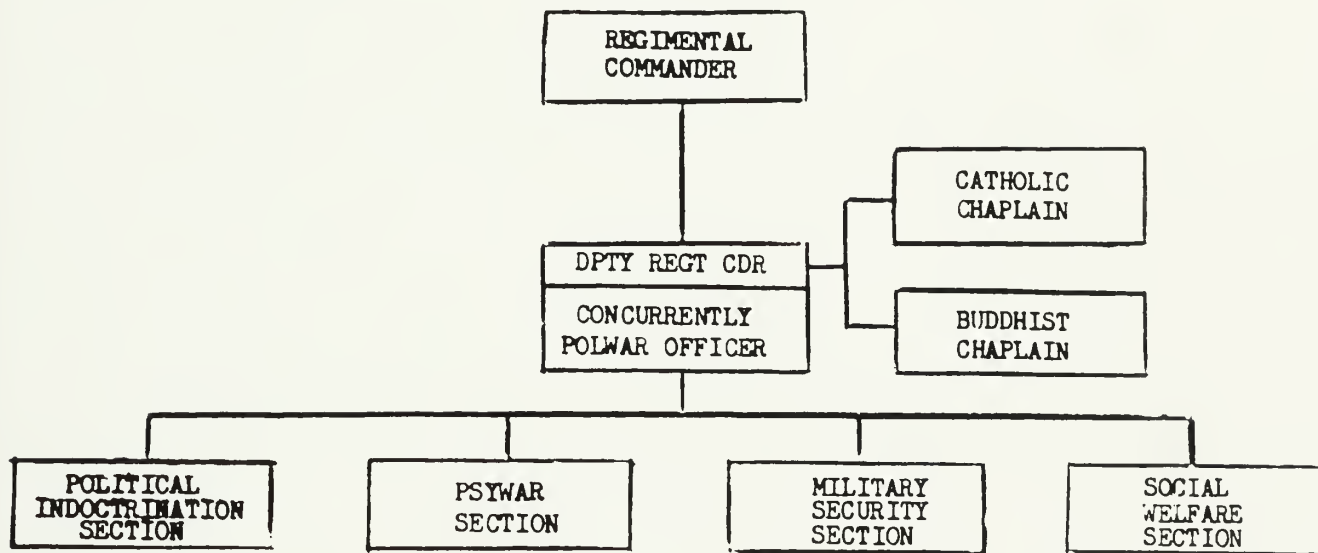 REGIMENTAL
COMMANDER
CATHOLIC
CHAPLAIN
DPTY REGT CDR
CONCURRENTLY
POLWAR OFFICER
BUDDHIST
CHAPLAIN
POLITICAL
INDOCTRINATION
SECTION
PSYWAR
SECTION
MILITARY
SECURITY
SECTION
SOCIAL
WELFARE
SECTION